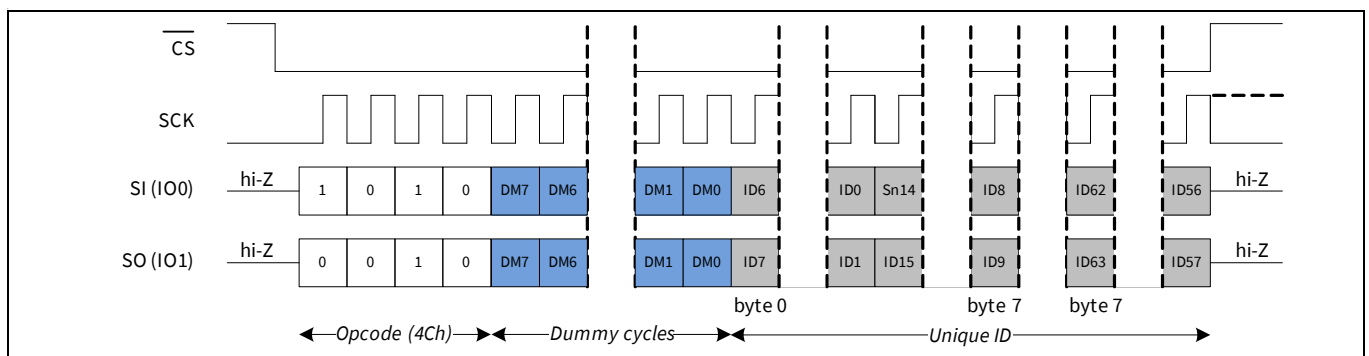 CS
SCK
SI (IO0) hi-Z 1 0 1 0 DM7 DM6 DM1 DM0 ID6 ID0 Sn14 ID8 ID62 ID56 hi-Z
SO (IO1) hi-Z 0 0 1 0 DM7 DM6 DM1 DM0 ID7 ID1 ID15 ID9 ID63 ID57 hi-Z
byte 0 byte 7 byte 7
Opcode (4Ch) Dummy cycles Unique ID